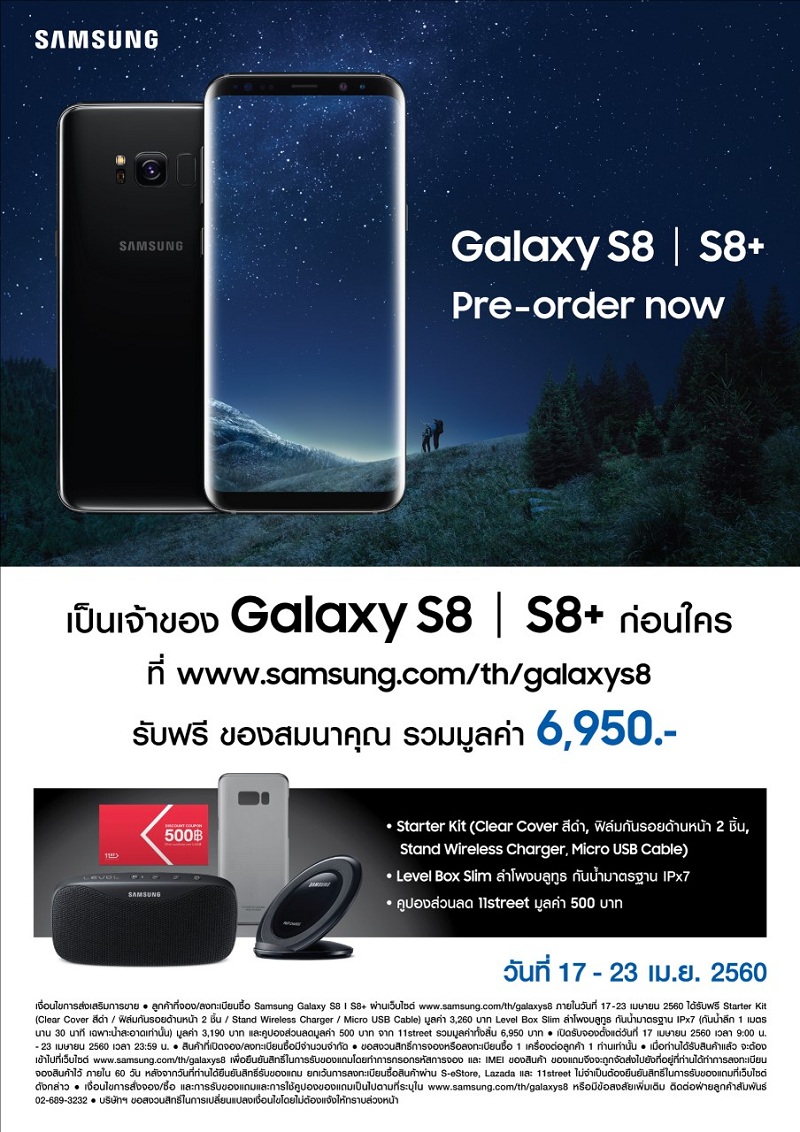 SAMSUNG
SAMSUNG
Galaxy S8 | S8+
Pre-order now
เป็นเจ้าของ Galaxy S8 | S8+ ก่อนใคร
ที่ www.samsung.com/th/galaxys8
รับฟรี ของสมนาคุณ รวมมูลค่า 6,950.-
DISCOUNT COUPON
500฿
11st
LEVEL
SAMSUNG
SAMSUNG
• Starter Kit (Clear Cover สีดำ, ฟิล์มกันรอยด้านหน้า 2 ชิ้น,
Stand Wireless Charger, Micro USB Cable)
• Level Box Slim ลำโพงบลูทูธ กันน้ำมาตรฐาน IPx7
• คูปองส่วนลด 11street มูลค่า 500 บาท
วันที่ 17 - 23 เม.ย. 2560
เงื่อนไขการส่งเสริมการขาย • ลูกค้าที่จอง/ลงทะเบียนซื้อ Samsung Galaxy S8 I S8+ ผ่านเว็บไซต์ www.samsung.com/th/galaxys8 ภายในวันที่ 17-23 เมษายน 2560 ได้รับฟรี Starter Kit
(Clear Cover สีดำ / ฟิล์มกันรอยด้านหน้า 2 ชิ้น / Stand Wireless Charger / Micro USB Cable) มูลค่า 3,260 บาท Level Box Slim ลำโพงบลูทูธ กันน้ำมาตรฐาน IPx7 (กันน้ำลึก 1 เมตร
นาน 30 นาที เฉพาะน้ำสะอาดเท่านั้น) มูลค่า 3,190 บาท และคูปองส่วนลดมูลค่า 500 บาท จาก 11street รวมมูลค่าทั้งสิ้น 6,950 บาท • เปิดรับจองตั้งแต่วันที่ 17 เมษายน 2560 เวลา 9:00 น.
- 23 เมษายน 2560 เวลา 23:59 น. • สินค้าที่เปิดจอง/ลงทะเบียนซื้อมีจำนวนจำกัด • ขอสงวนสิทธิ์การจองหรือลงทะเบียนซื้อ 1 เครื่องต่อลูกค้า 1 ท่านเท่านั้น • เมื่อท่านได้รับสินค้าแล้ว จะต้อง
เข้าไปที่เว็บไซต์ www.samsung.com/th/galaxys8 เพื่อยืนยันสิทธิ์ในการรับของแถมโดยทำการกรอกรหัสการจอง และ IMEI ของสินค้า ของแถมจึงจะถูกจัดส่งไปยังที่อยู่ที่ท่านได้ทำการลงทะเบียน
จองสินค้าไว้ ภายใน 60 วัน หลังจากวันที่ท่านได้ยืนยันสิทธิ์รับของแถม ยกเว้นการลงทะเบียนซื้อสินค้าผ่าน S-eStore, Lazada และ 11street ไม่จำเป็นต้องยืนยันสิทธิ์ในการรับของแถมที่เว็บไซต์
ดังกล่าว • เงื่อนไขการสั่งจอง/ซื้อ และการรับของแถมและการใช้คูปองของแถมเป็นไปตามที่ระบุใน www.samsung.com/th/galaxys8 หรือมีข้อสงสัยเพิ่มเติม ติดต่อฝ่ายลูกค้าสัมพันธ์
02-689-3232 • บริษัทฯ ขอสงวนสิทธิ์ในการเปลี่ยนแปลงเงื่อนไขโดยไม่ต้องแจ้งให้ทราบล่วงหน้า